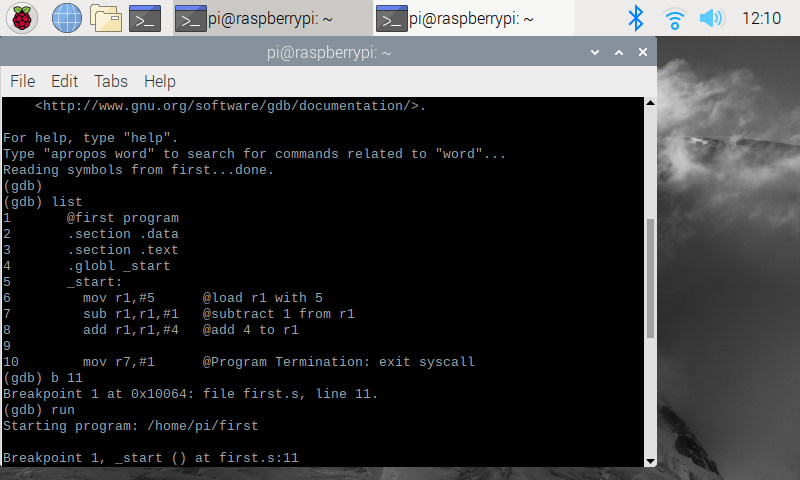 pi@raspberrypi: ~
pi@raspberrypi: ~
12:10
pi@raspberrypi: ~
File Edit Tabs Help
<http://www.gnu.org/software/gdb/documentation/>.
For help, type "help".
Type "apropos word" to search for commands related to "word"...
Reading symbols from first...done.
(gdb)
(gdb) list
1 @first program
2 .section .data
3 .section .text
4 .globl _start
5 _start:
6 mov r1,#5 @load r1 with 5
7 sub r1,r1,#1 @subtract 1 from r1
8 add r1,r1,#4 @add 4 to r1
9
10 mov r7,#1 @Program Termination: exit syscall
(gdb) b 11
Breakpoint 1 at 0x10064: file first.s, line 11.
(gdb) run
Starting program: /home/pi/first
Breakpoint 1, _start () at first.s:11